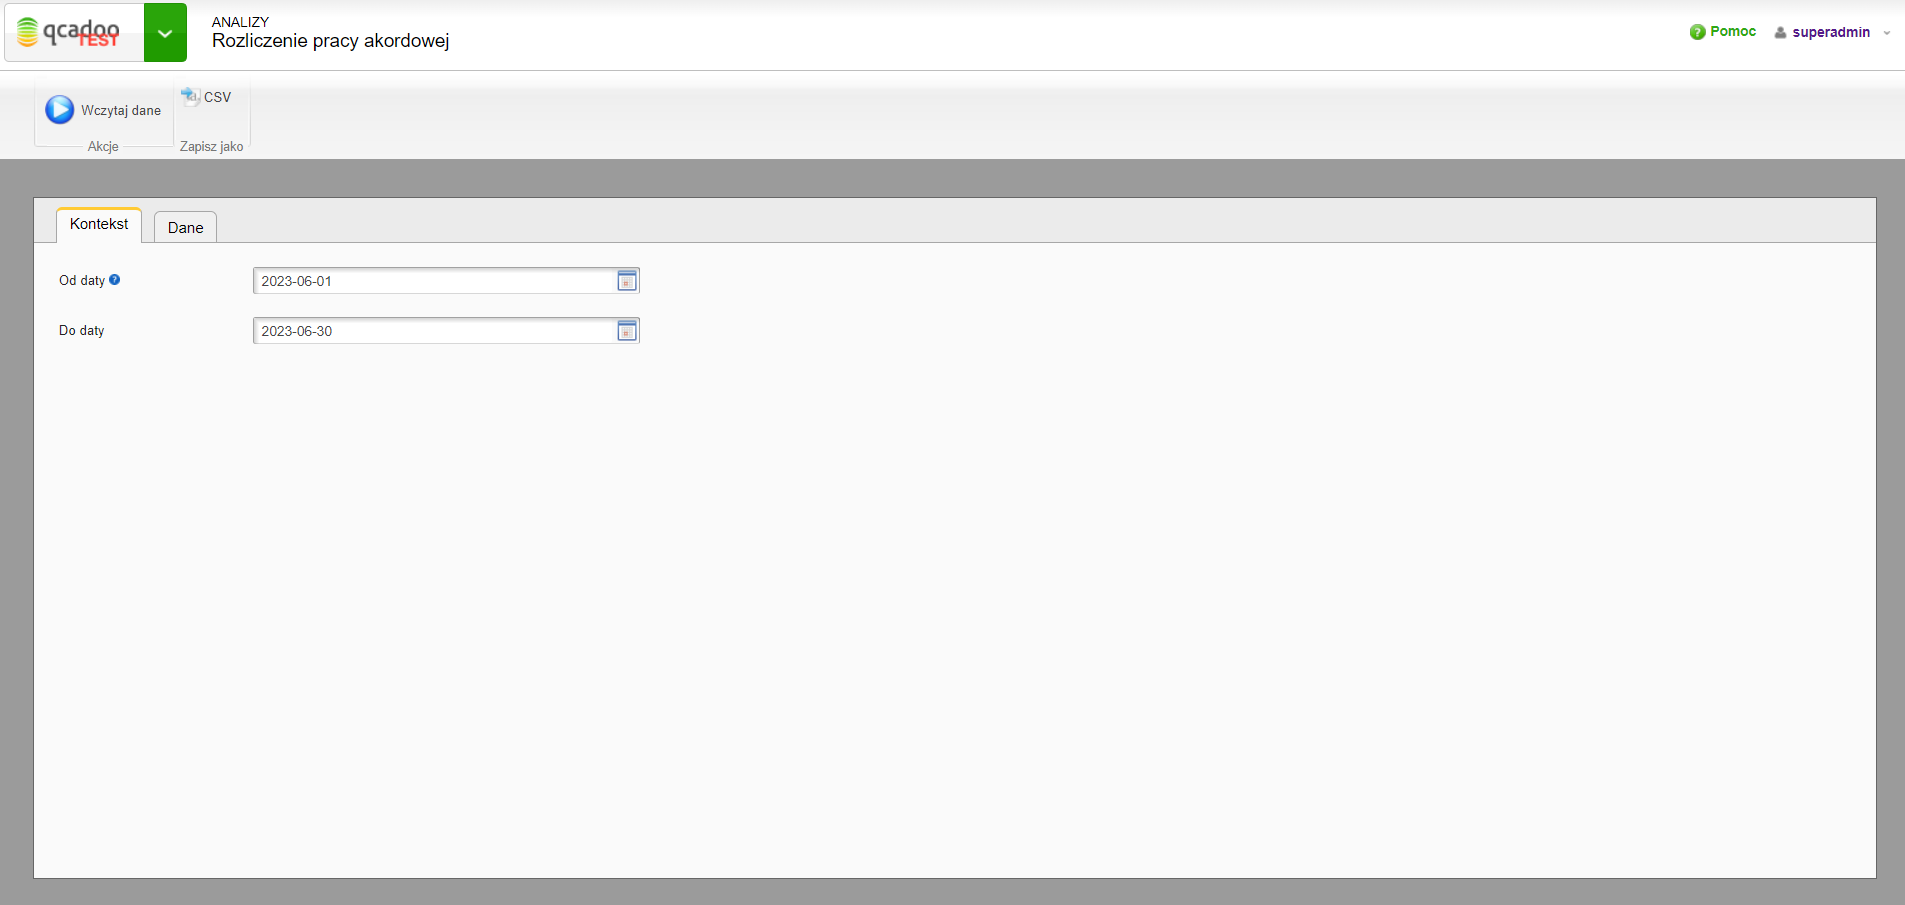 qcadoo
TEST
ANALIZY
Rozliczenie pracy akordowej
Pomoc
superadmin
Wczytaj dane
CSV
Akcje
Zapisz jako
Kontekst
Dane
Od daty
2023-06-01
Do daty
2023-06-30